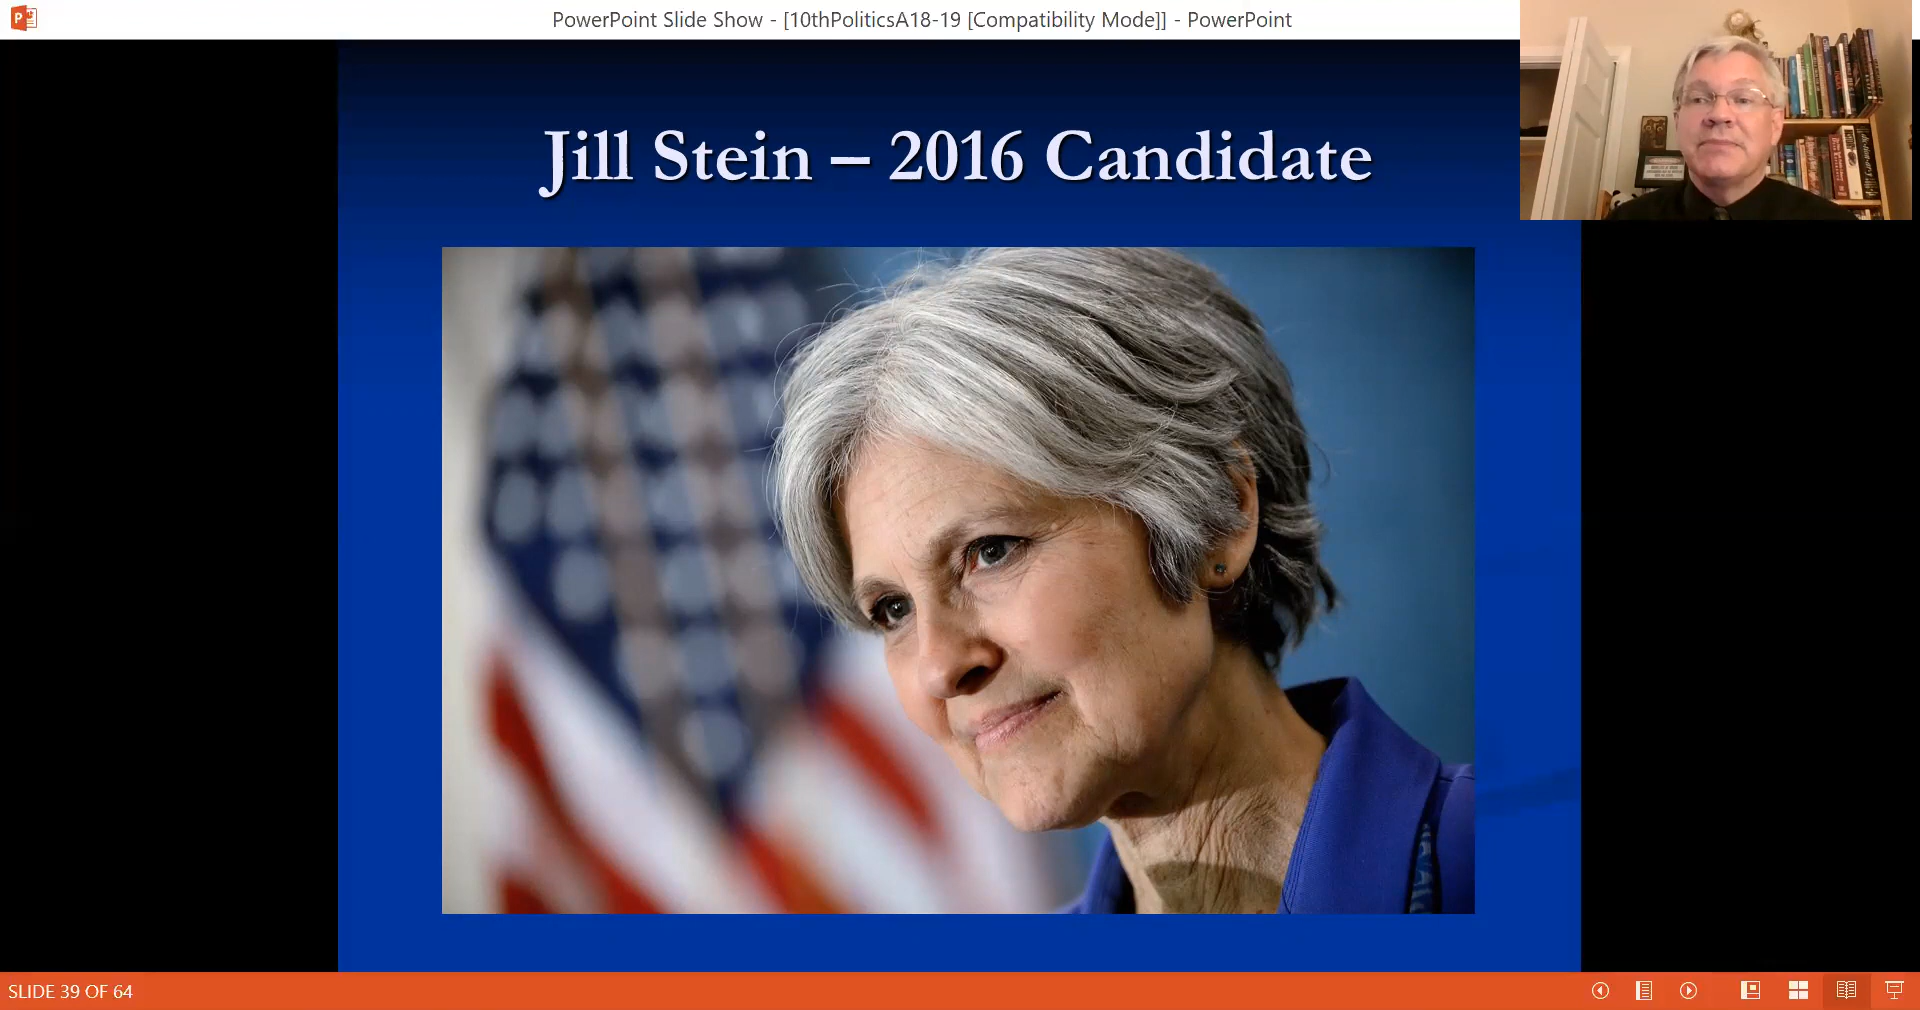 PowerPoint Slide Show - [10thPoliticsA18-19 [Compatibility Mode]] - PowerPoint
Jill Stein – 2016 Candidate
SLIDE 39 OF 64